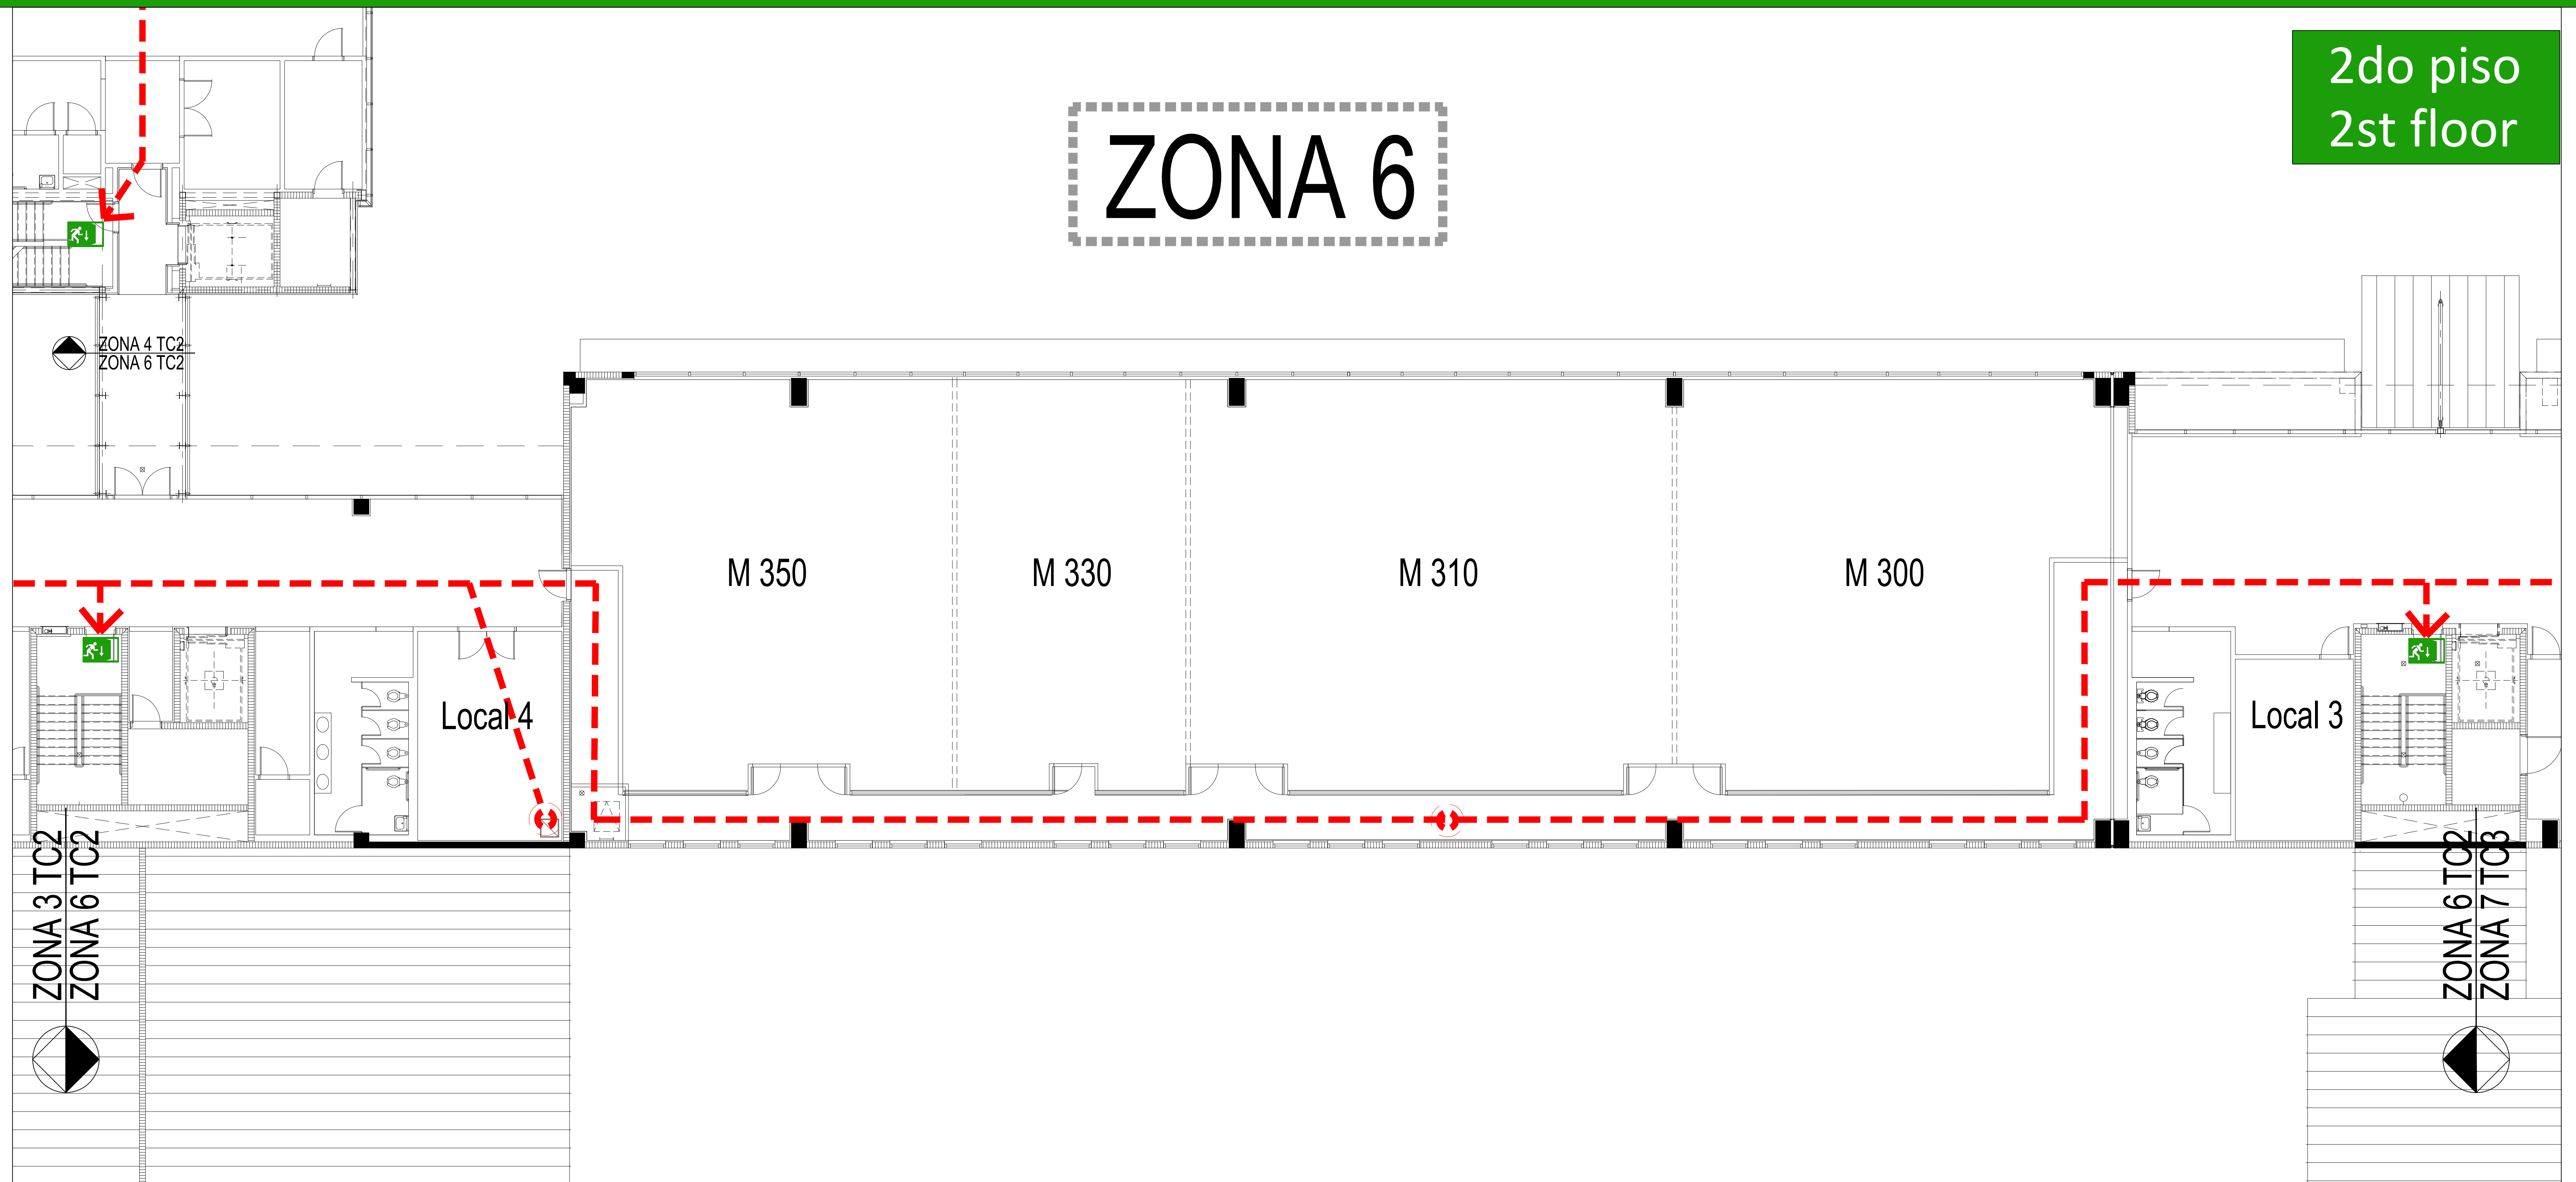 2do piso
2st floor
ZONA 6
ZONA 4 TC2
ZONA 6 TC2
M 350
M 330
M 310
M 300
Local 4
Local 3
ZONA 3 TC2
ZONA 6 TC2
ZONA 6 TC2
ZONA 7 TC3